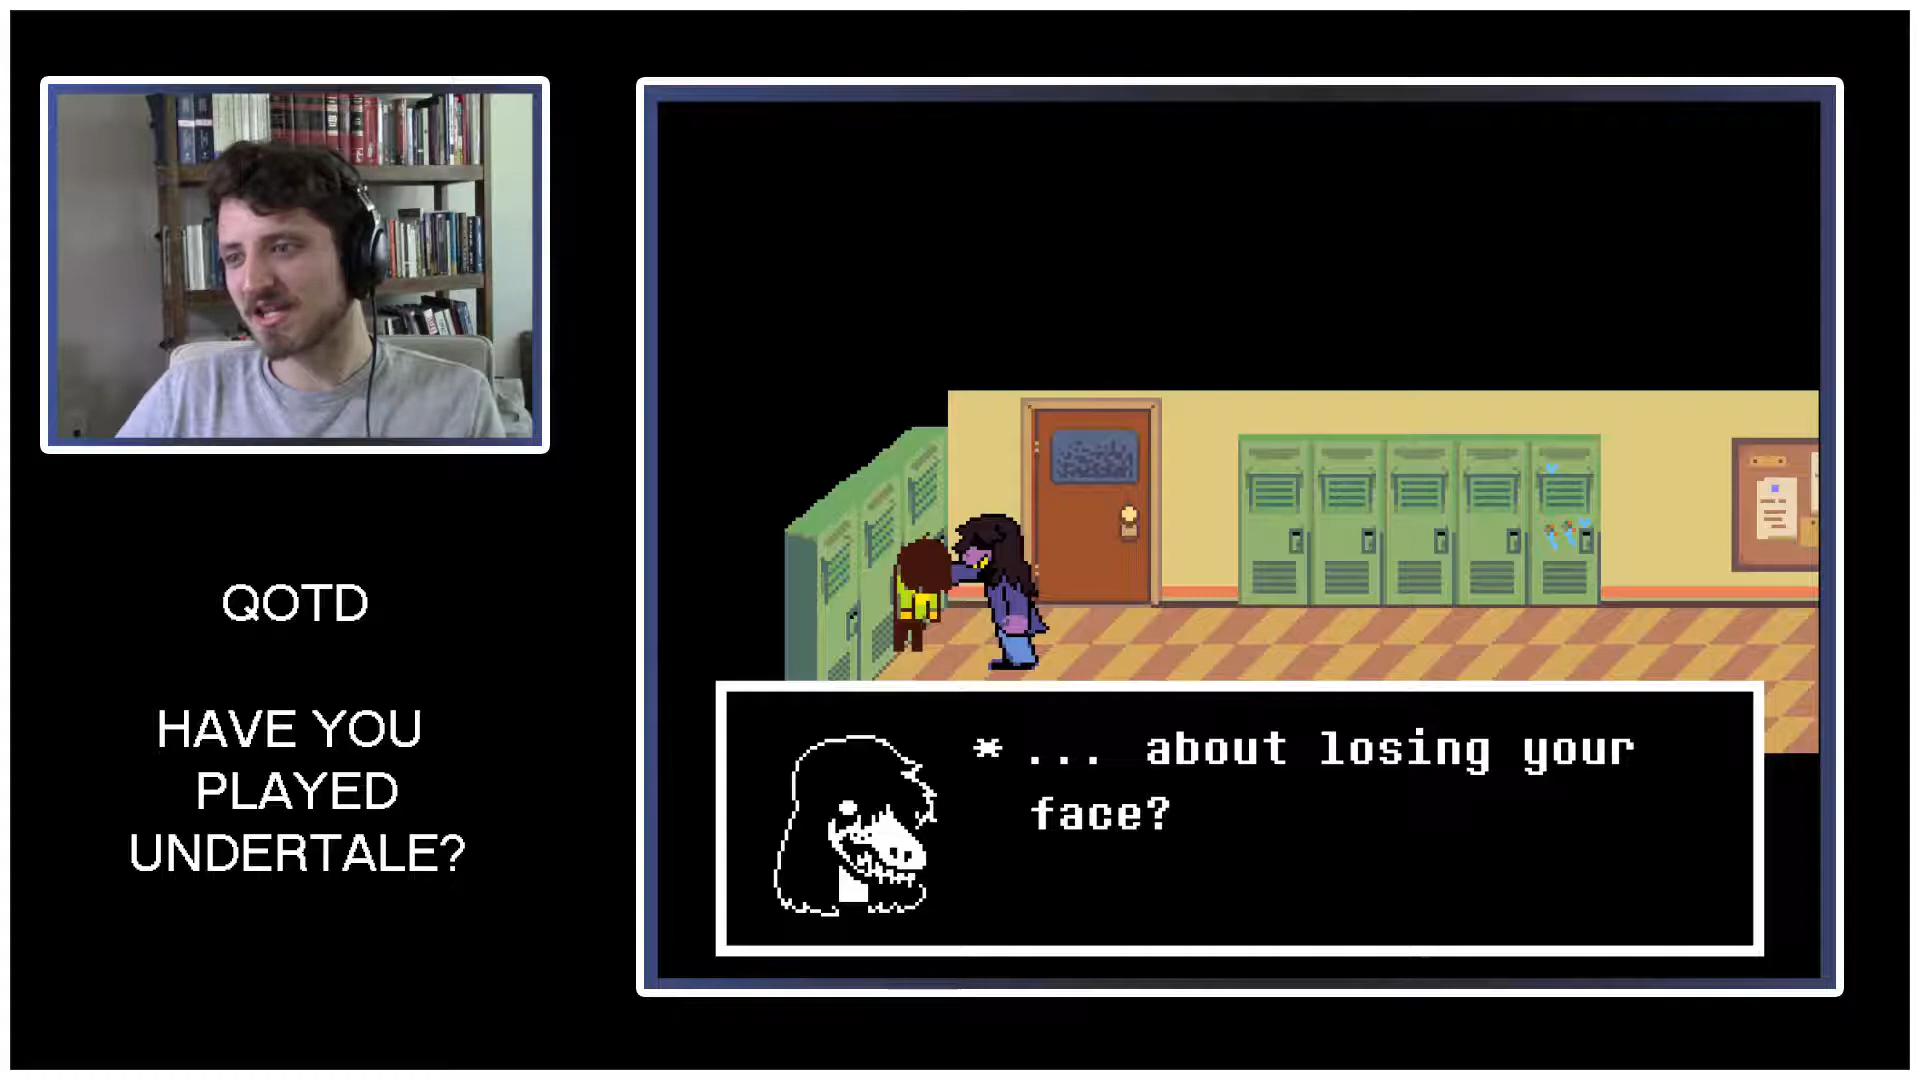 QOTD
HAVE YOU
PLAYED
UNDERTALE?
* ... about losing your
face?